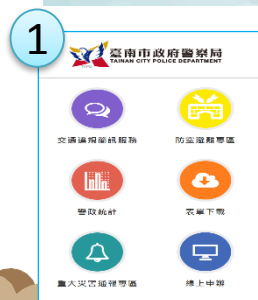 1
臺南市政府警察局
TAINAN CITY POLICE DEPARTMENT
交通違規簡訊服務 防空避難專區
警政統計 表單下載
重大災害通報專區 線上申辦